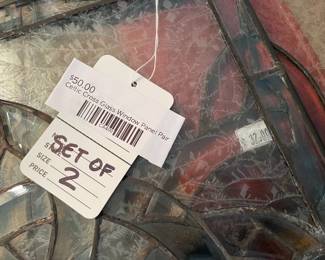 $50.00
Celtic Cross Glass Window Panel Pair
SET OF
2
SIZE
PRICE